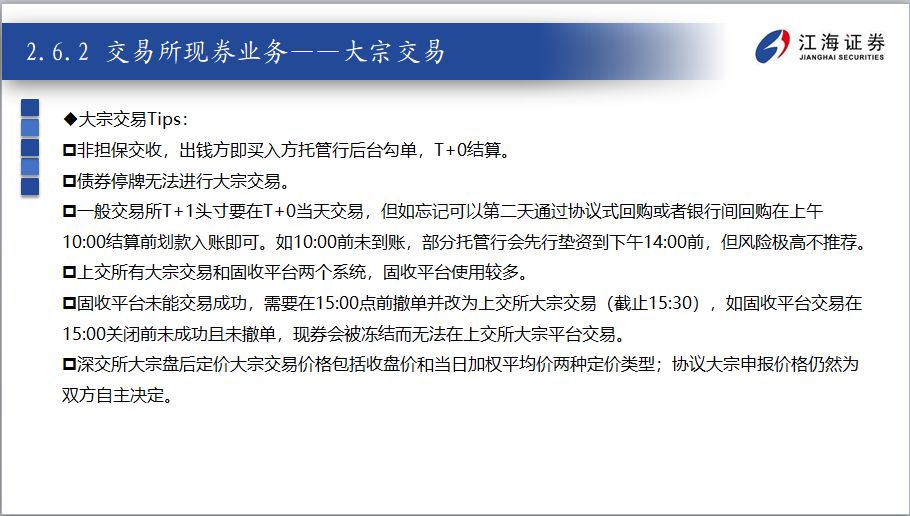 2.6.2 交易所现券业务——大宗交易
江海证券
JIANGHAI SECURITIES
◆大宗交易Tips：
非担保交收，出钱方即买入方托管行后台勾单，T+0结算。
债券停牌无法进行大宗交易。
一般交易所T+1头寸要在T+0当天交易，但如忘记可以第二天通过协议式回购或者银行间回购在上午
10:00结算前划款入账即可。如10:00前未到账，部分托管行会先行垫资到下午14:00前，但风险极高不推荐。
上交所有大宗交易和固收平台两个系统，固收平台使用较多。
固收平台未能交易成功，需要在15:00点前撤单并改为上交所大宗交易（截止15:30），如固收平台交易在
15:00关闭前未成功且未撤单，现券会被冻结而无法在上交所大宗平台交易。
深交所大宗盘后定价大宗交易价格包括收盘价和当日加权平均价两种定价类型；协议大宗申报价格仍然为
双方自主决定。